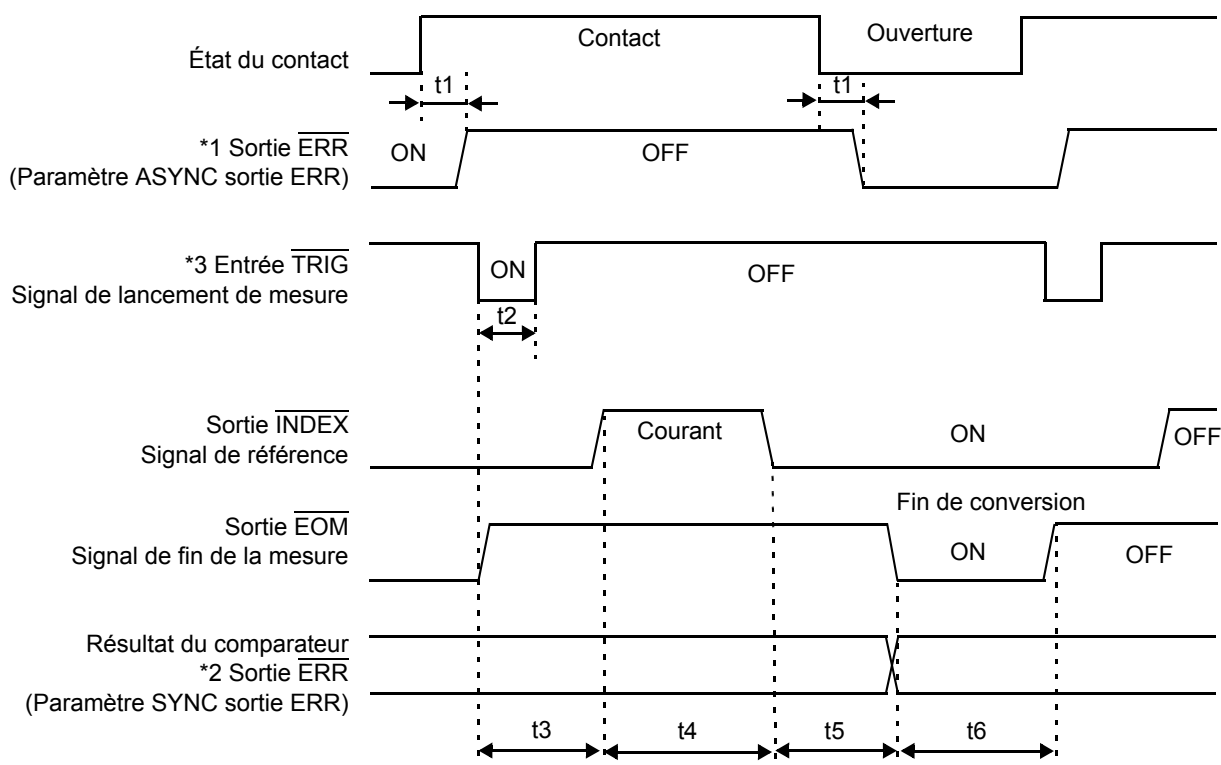 État du contact
Contact
Ouverture
t1
t1
*1 Sortie ERR
(Paramètre ASYNC sortie ERR)
ON
OFF
*3 Entrée TRIG
Signal de lancement de mesure
ON
OFF
t2
Sortie INDEX
Signal de référence
Courant
ON
OFF
Fin de conversion
Sortie EOM
Signal de fin de la mesure
ON
OFF
Résultat du comparateur
*2 Sortie ERR
(Paramètre SYNC sortie ERR)
t3
t4
t5
t6